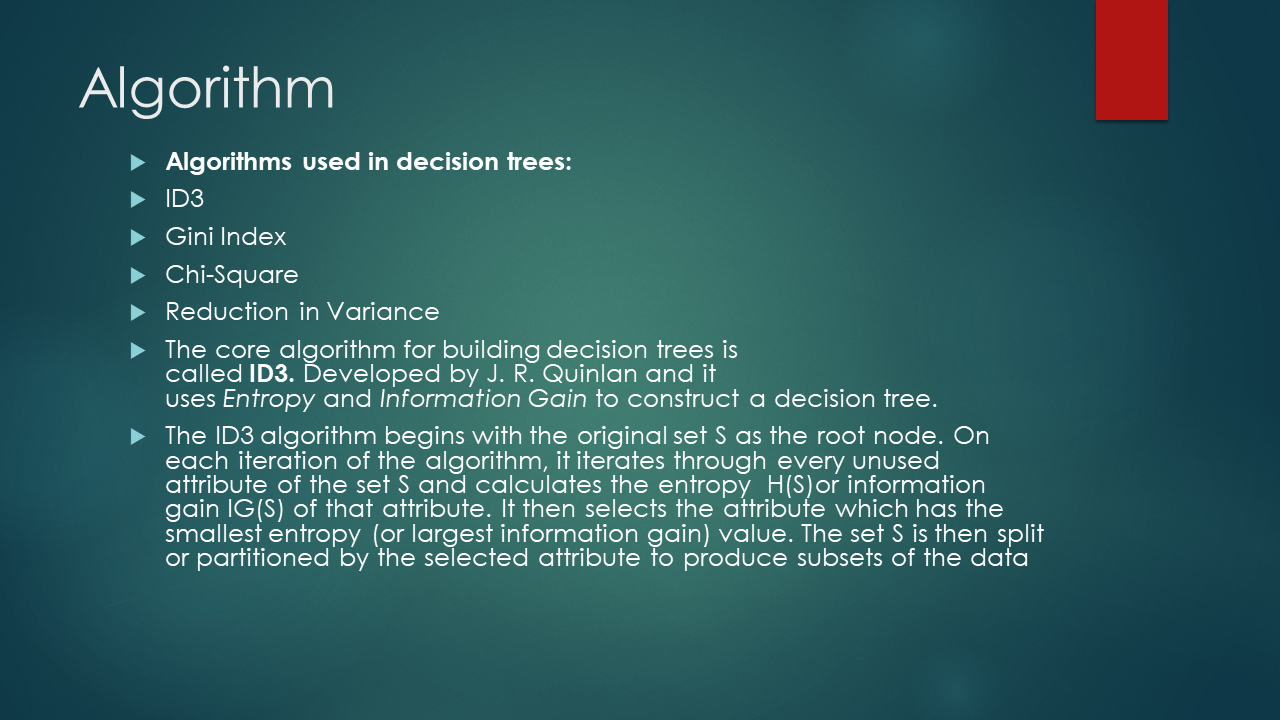 Algorithm
Algorithms used in decision trees:
ID3
Gini Index
Chi-Square
Reduction in Variance
The core algorithm for building decision trees is
called ID3. Developed by J. R. Quinlan and it
uses Entropy and Information Gain to construct a decision tree.
The ID3 algorithm begins with the original set S as the root node. On
each iteration of the algorithm, it iterates through every unused
attribute of the set S and calculates the entropy H(S)or information
gain IG(S) of that attribute. It then selects the attribute which has the
smallest entropy (or largest information gain) value. The set S is then split
or partitioned by the selected attribute to produce subsets of the data